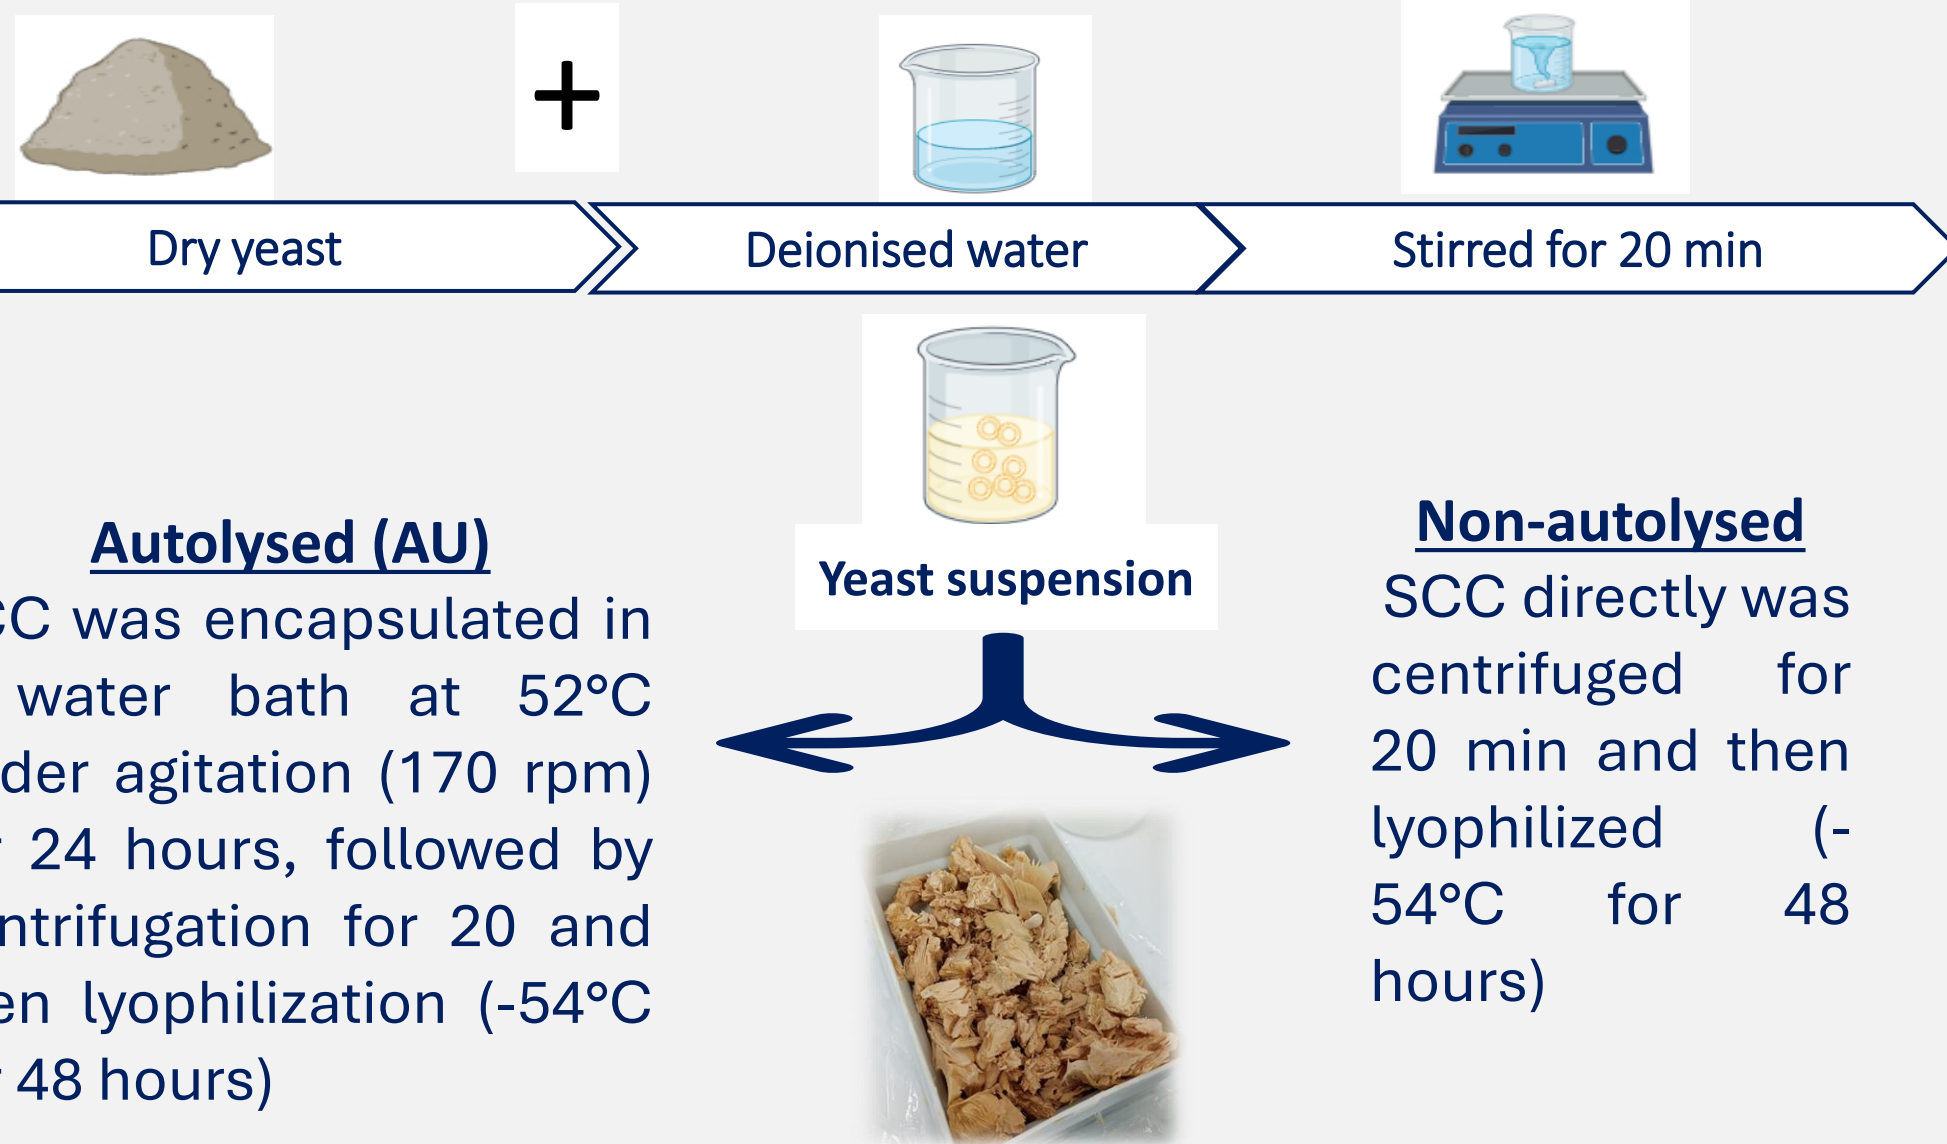 +
Dry yeast
Deionised water
Stirred for 20 min
Yeast suspension
Autolysed (AU)
CC was encapsulated in
water bath at 52°C
der agitation (170 rpm)
24 hours, followed by
ntrifugation for 20 and
en lyophilization (-54°C
48 hours)
Non-autolysed
SCC directly was
centrifuged for
20 min and then
lyophilized (-
54°C for 48
hours)